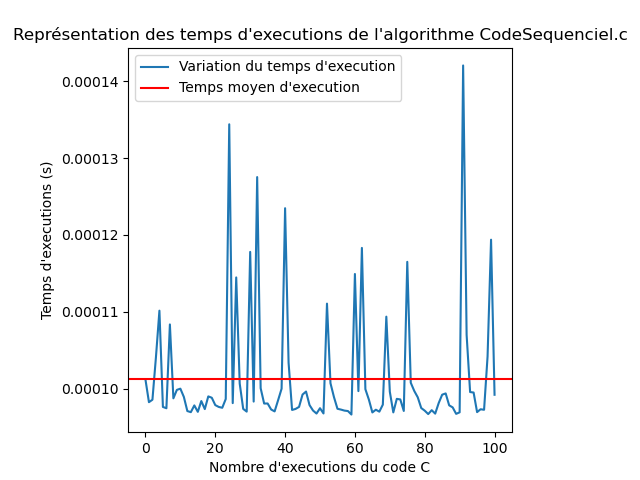 Représentation des temps d'executions de l'algorithme CodeSequenciel.c
Variation du temps d'execution
Temps moyen d'execution
0.00014
0.00013
0.00012
0.00011
0.00010
Temps d'executions (s)
0 20 40 60 80 100
Nombre d'executions du code C